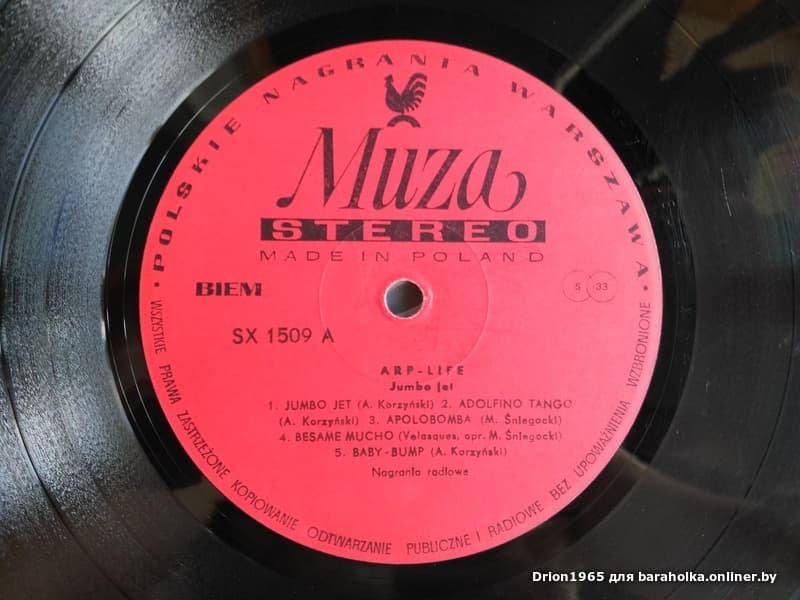 • POLSKIE NAGRANIA WARSZAWA •
Muza
STEREO
MADE IN POLAND
BIEM
S 33
SX 1509 A
ARP-LIFE
Jumbo Jet
1. JUMBO JET (A. Korzyński) 2. ADOLFINO TANGO
(A. Korzyński) 3. APOLOBOMBA (M. Śniegocki)
4. BESAME MUCHO (Velasques, opr. M. Śniegocki)
5. BABY-BUMP (A. Korzyński)
Nagrania radiowe
WSZYSTKIE PRAWA ZASTRZEŻONE KOPIOWANIE ODTWARZANIE PUBLICZNE I RADIOWE BEZ UPOWAŻNIENIA WZBRONIONE
Drion1965 для baraholka.onliner.by